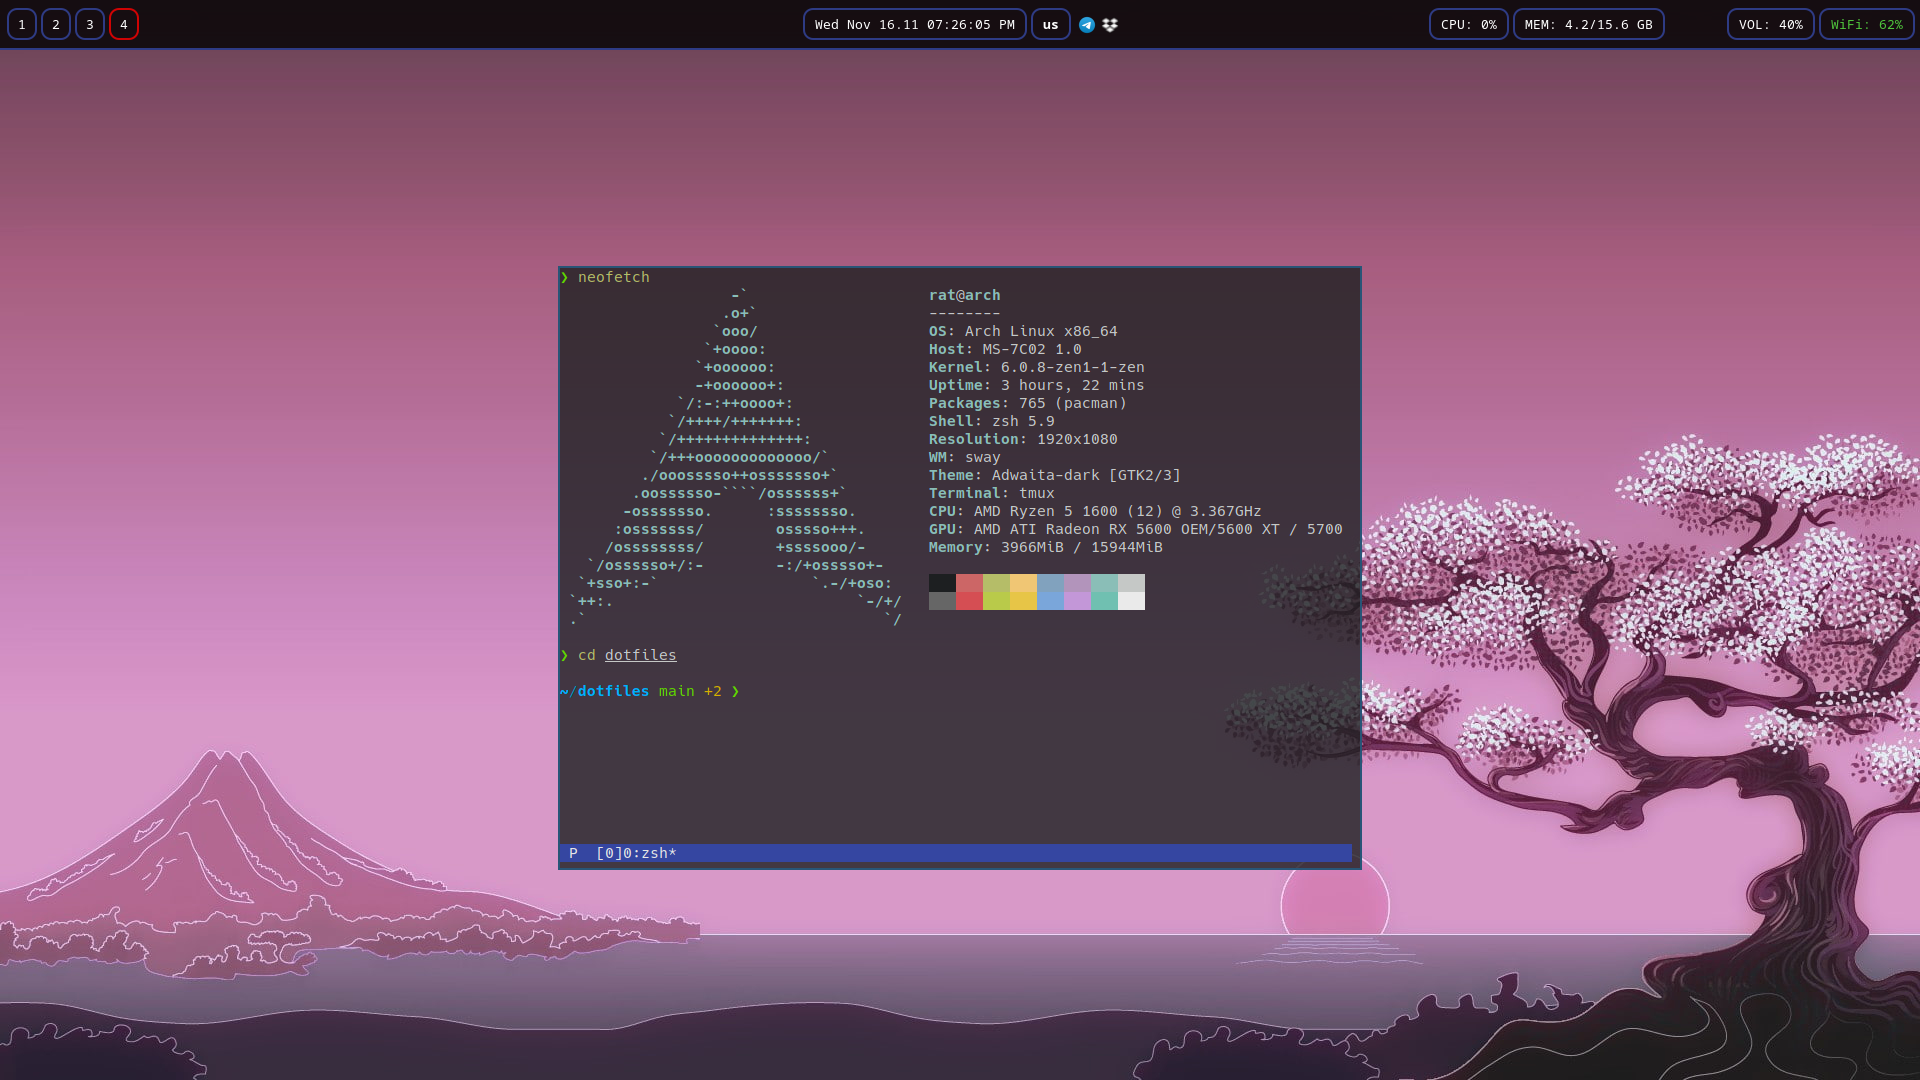 1 2 3 4 Wed Nov 16.11 07:26:05 PM us CPU: 0% MEM: 4.2/15.6 GB VOL: 40% WiFi: 62%
❯ neofetch
-` rat@arch
.o+` --------
`ooo/ OS: Arch Linux x86_64
`+oooo: Host: MS-7C02 1.0
`+oooooo: Kernel: 6.0.8-zen1-1-zen
-+oooooo+: Uptime: 3 hours, 22 mins
`/:-:++oooo+: Packages: 765 (pacman)
`/++++/+++++++: Shell: zsh 5.9
`/++++++++++++++: Resolution: 1920x1080
`/+++ooooooooooooo/` WM: sway
./ooosssso++osssssso+` Theme: Adwaita-dark [GTK2/3]
.oossssso-````/ossssss+` Terminal: tmux
-osssssso. :ssssssso. CPU: AMD Ryzen 5 1600 (12) @ 3.367GHz
:osssssss/ osssso+++. GPU: AMD ATI Radeon RX 5600 OEM/5600 XT / 5700
/ossssssss/ +ssssooo/- Memory: 3966MiB / 15944MiB
`/ossssso+/:- -:/+osssso+-
`+sso+:-` `.-/+oso:
`++:. `-/+/
.` `/
❯ cd dotfiles
~/dotfiles main +2 ❯
P [0]0:zsh*